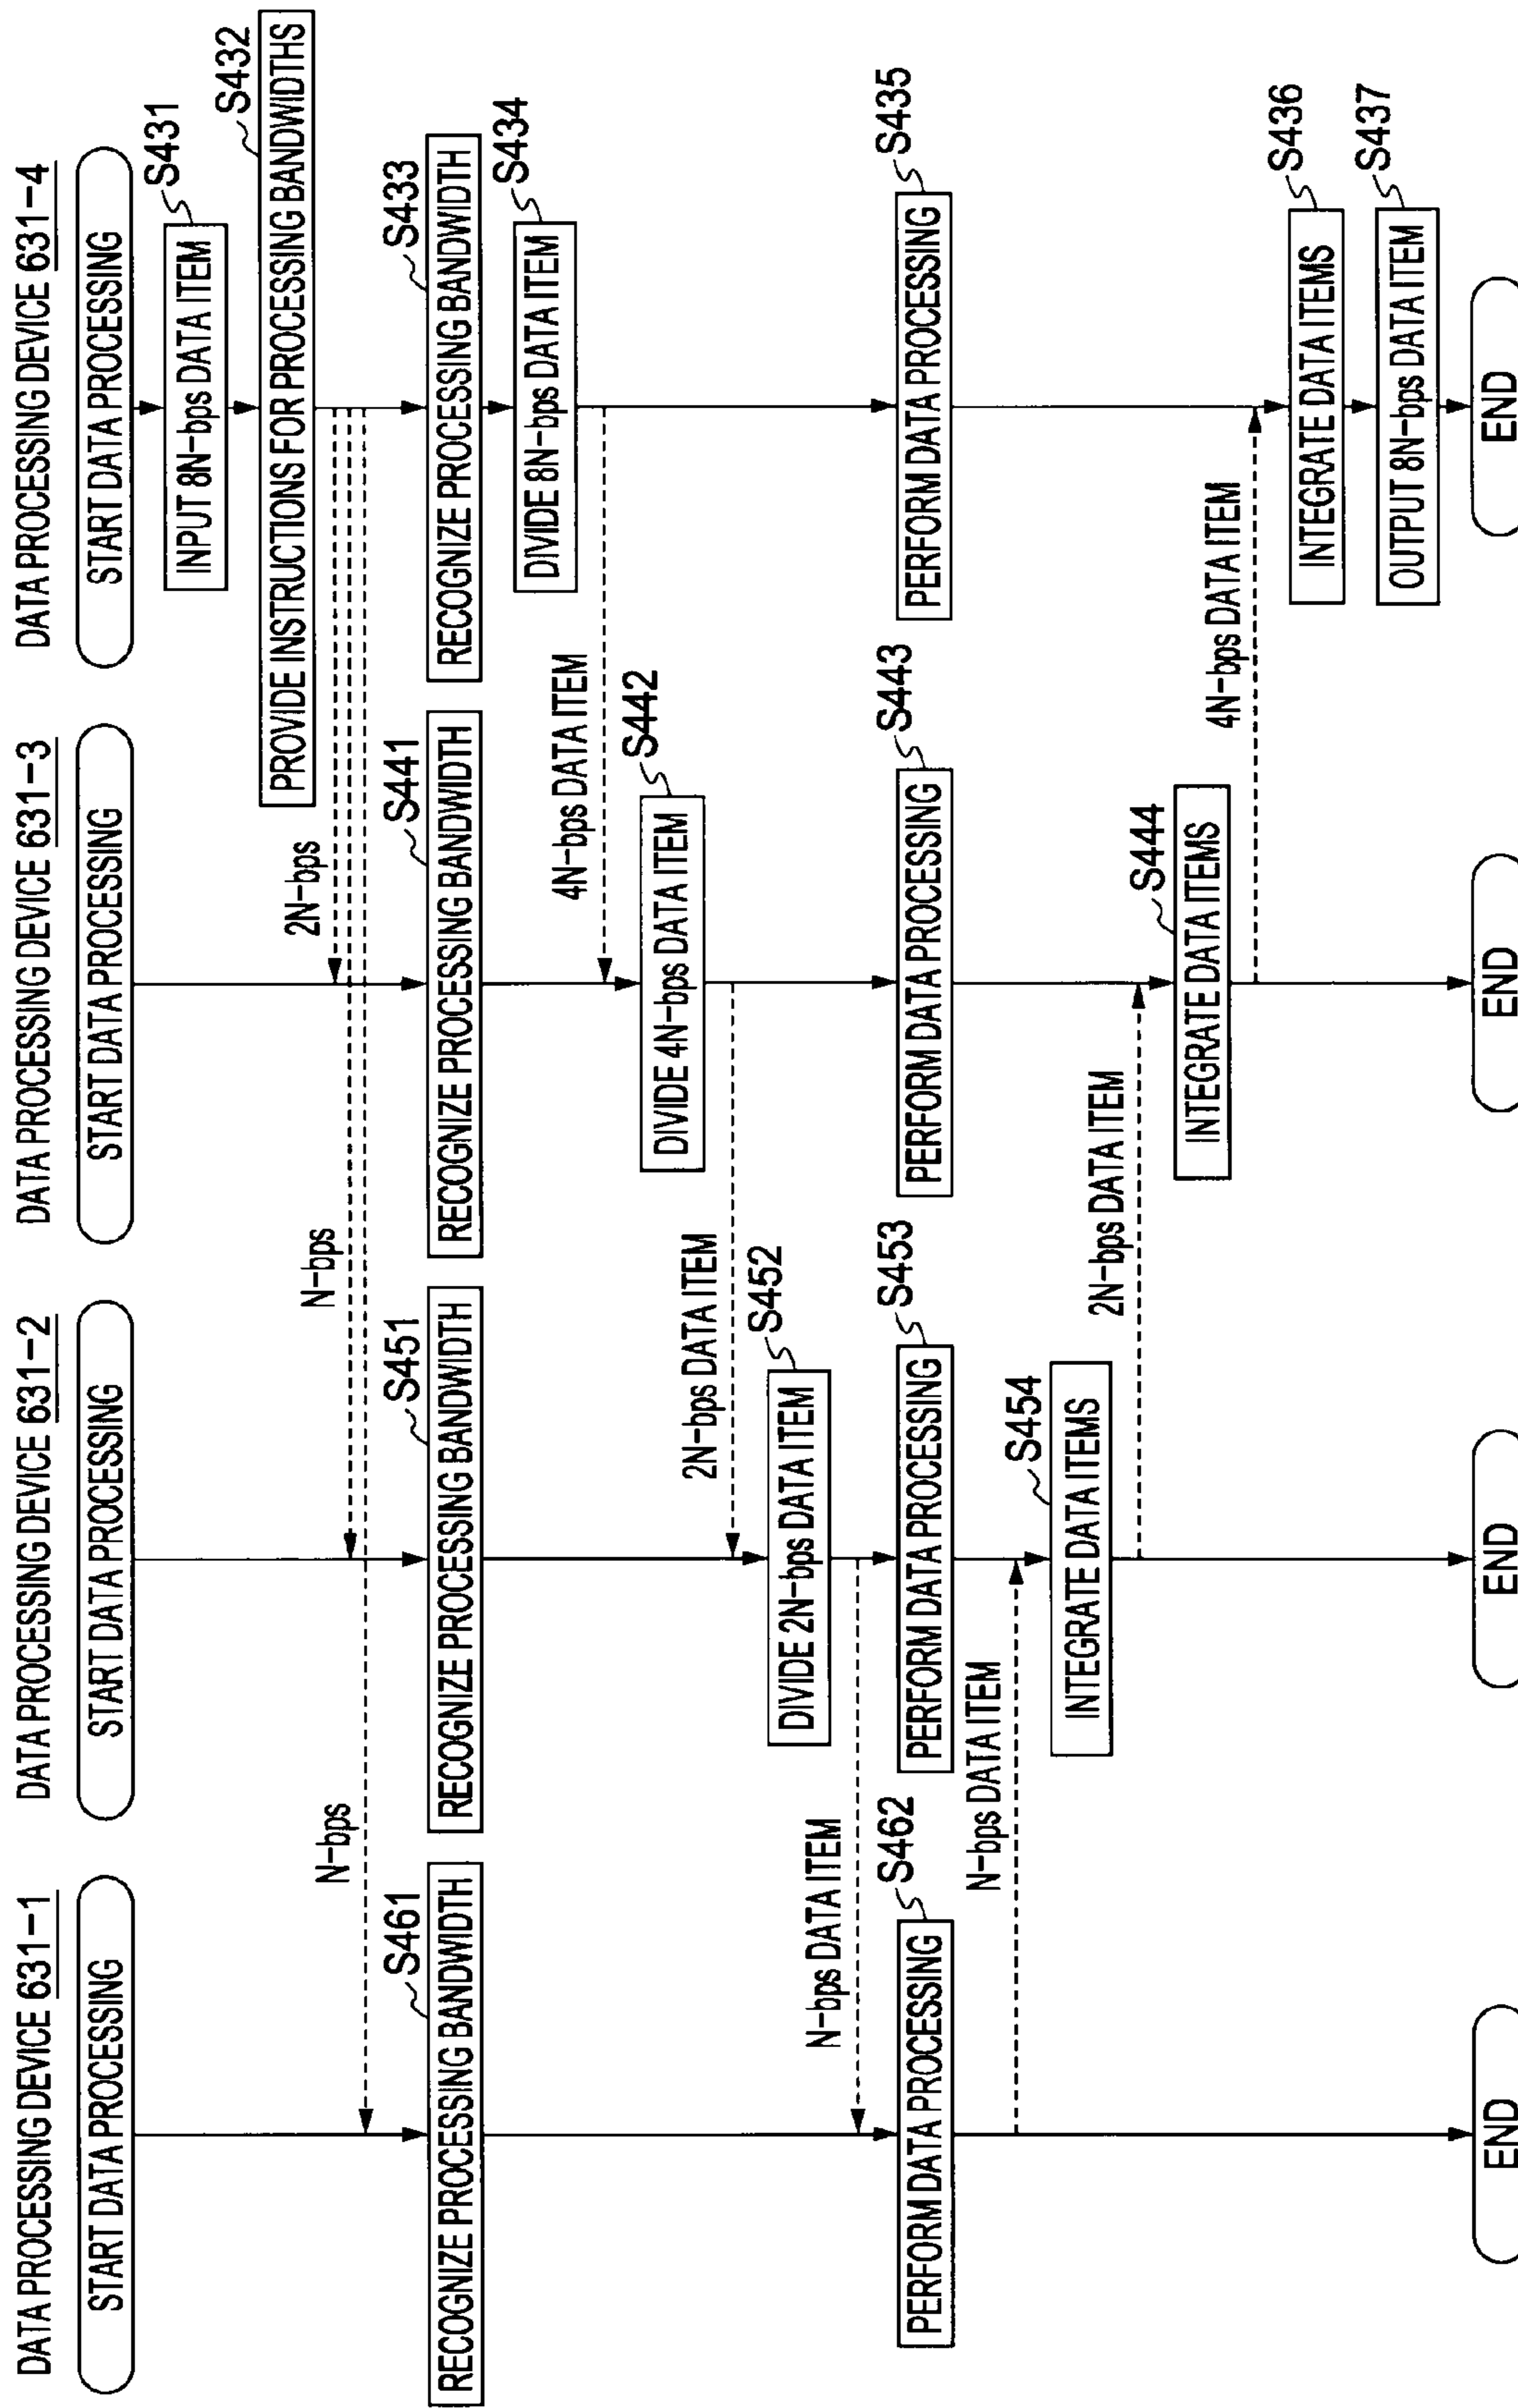 DATA PROCESSING DEVICE 631-1
START DATA PROCESSING
N-bps
S461
RECOGNIZE PROCESSING BANDWIDTH
N-bps DATA ITEM
S462
PERFORM DATA PROCESSING
N-bps DATA ITEM
END
DATA PROCESSING DEVICE 631-2
START DATA PROCESSING
N-bps
S451
RECOGNIZE PROCESSING BANDWIDTH
2N-bps DATA ITEM
S452
DIVIDE 2N-bps DATA ITEM
S453
PERFORM DATA PROCESSING
S454
INTEGRATE DATA ITEMS
2N-bps DATA ITEM
END
DATA PROCESSING DEVICE 631-3
START DATA PROCESSING
2N-bps
S441
RECOGNIZE PROCESSING BANDWIDTH
4N-bps DATA ITEM
S442
DIVIDE 4N-bps DATA ITEM
S443
PERFORM DATA PROCESSING
S444
INTEGRATE DATA ITEMS
4N-bps DATA ITEM
END
DATA PROCESSING DEVICE 631-4
START DATA PROCESSING
S431
INPUT 8N-bps DATA ITEM
S432
PROVIDE INSTRUCTIONS FOR PROCESSING BANDWIDTHS
S433
RECOGNIZE PROCESSING BANDWIDTH
S434
DIVIDE 8N-bps DATA ITEM
S435
PERFORM DATA PROCESSING
S436
INTEGRATE DATA ITEMS
S437
OUTPUT 8N-bps DATA ITEM
END